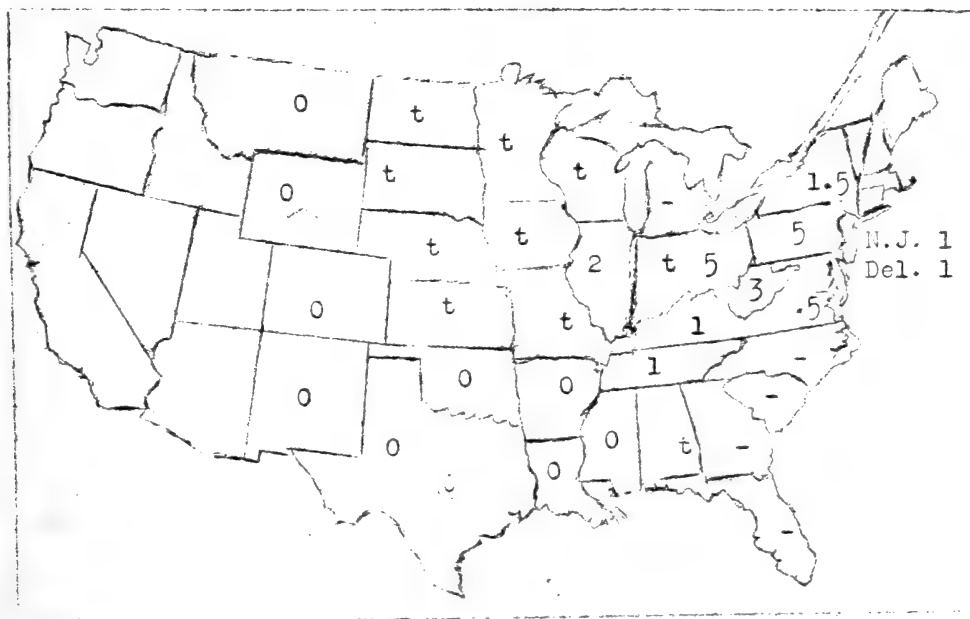 0 t t
t 1.5
0 t -
t t 5 N.J. 1
2 t 5 Del. 1
0 t t 3 .5
1
0 0 0 1 - -
0 0 0 t -
-